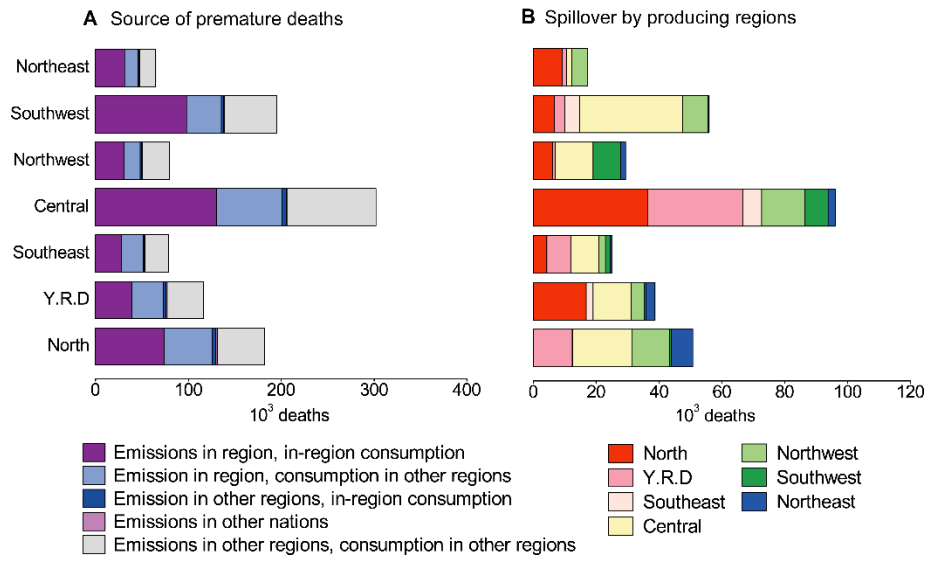 A Source of premature deaths
Northeast
Southwest
Northwest
Central
Southeast
Y.R.D
North
0 100 200 300 400
10³ deaths
Emissions in region, in-region consumption
Emission in region, consumption in other regions
Emission in other regions, in-region consumption
Emissions in other nations
Emissions in other regions, consumption in other regions
B Spillover by producing regions
0 20 40 60 80 100 120
10³ deaths
North
Y.R.D
Southeast
Central
Northwest
Southwest
Northeast